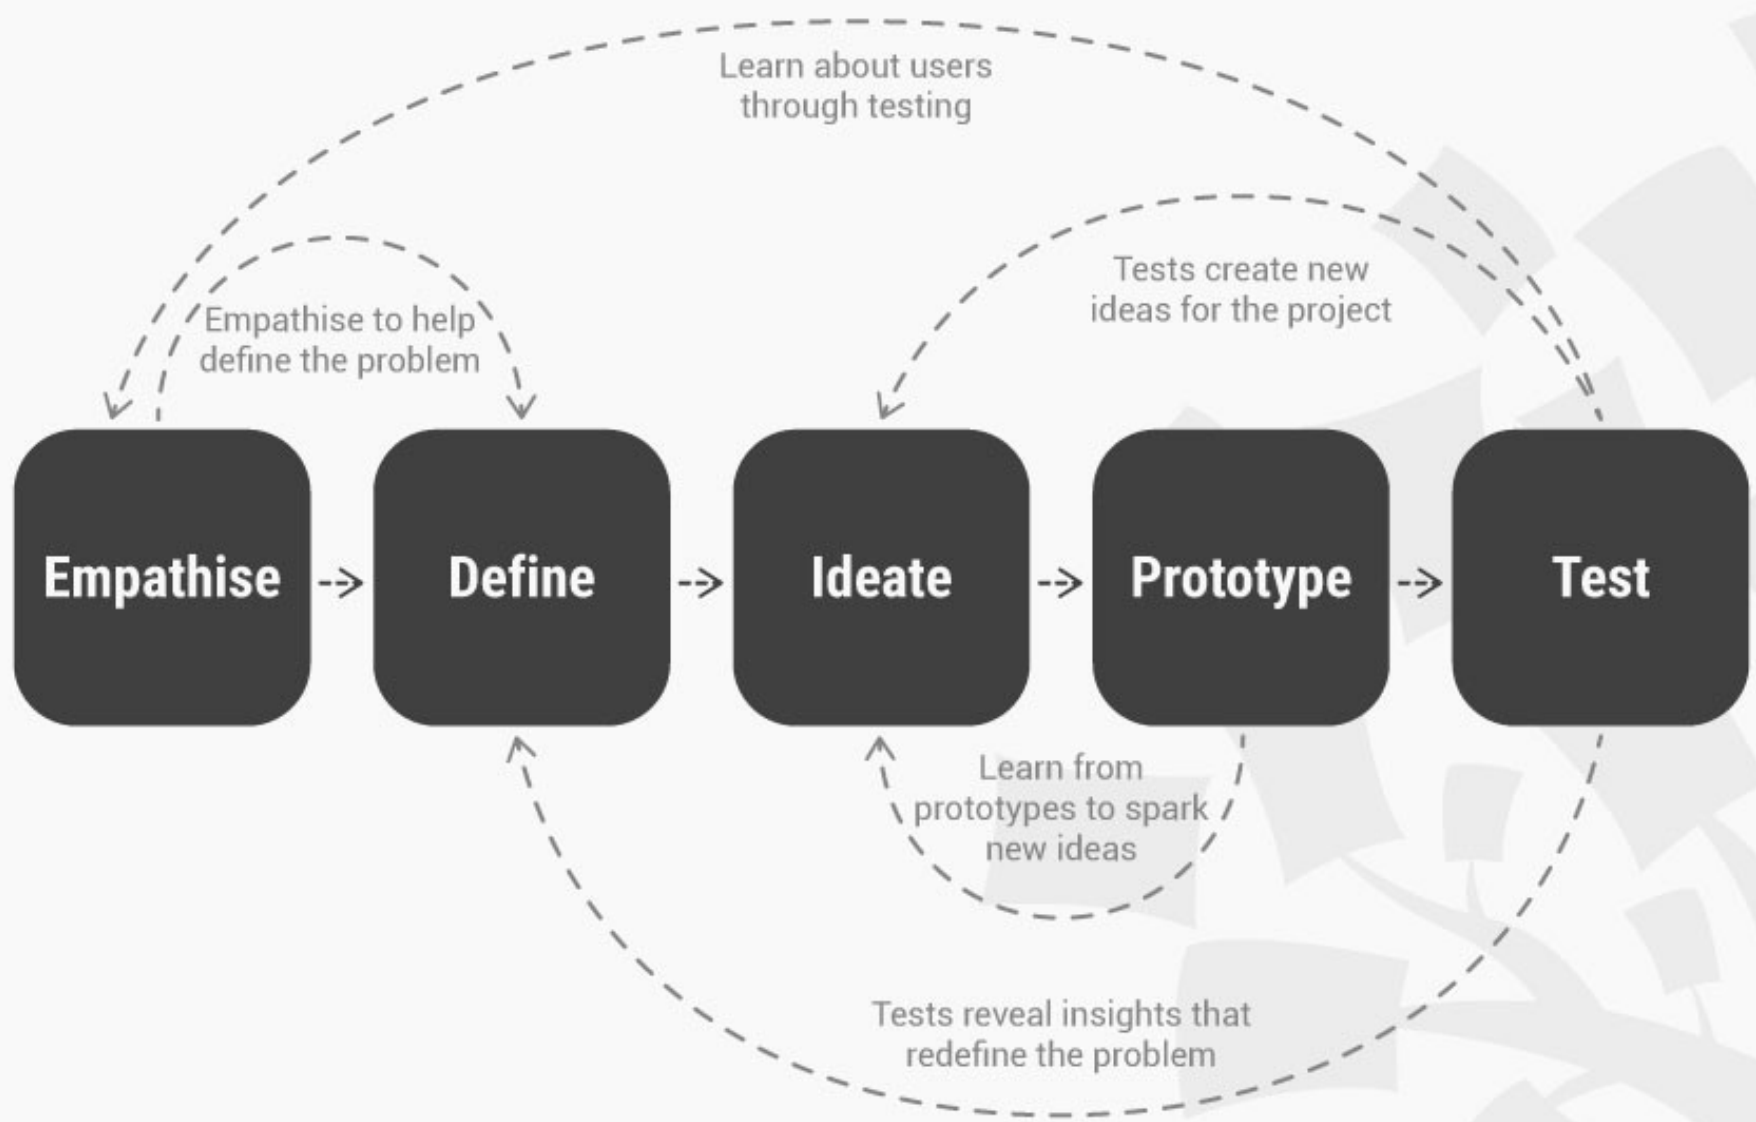 Learn about users
through testing
Tests create new
ideas for the project
Empathise to help
define the problem
Empathise
Define
Ideate
Prototype
Test
Learn from
prototypes to spark
new ideas
Tests reveal insights that
redefine the problem